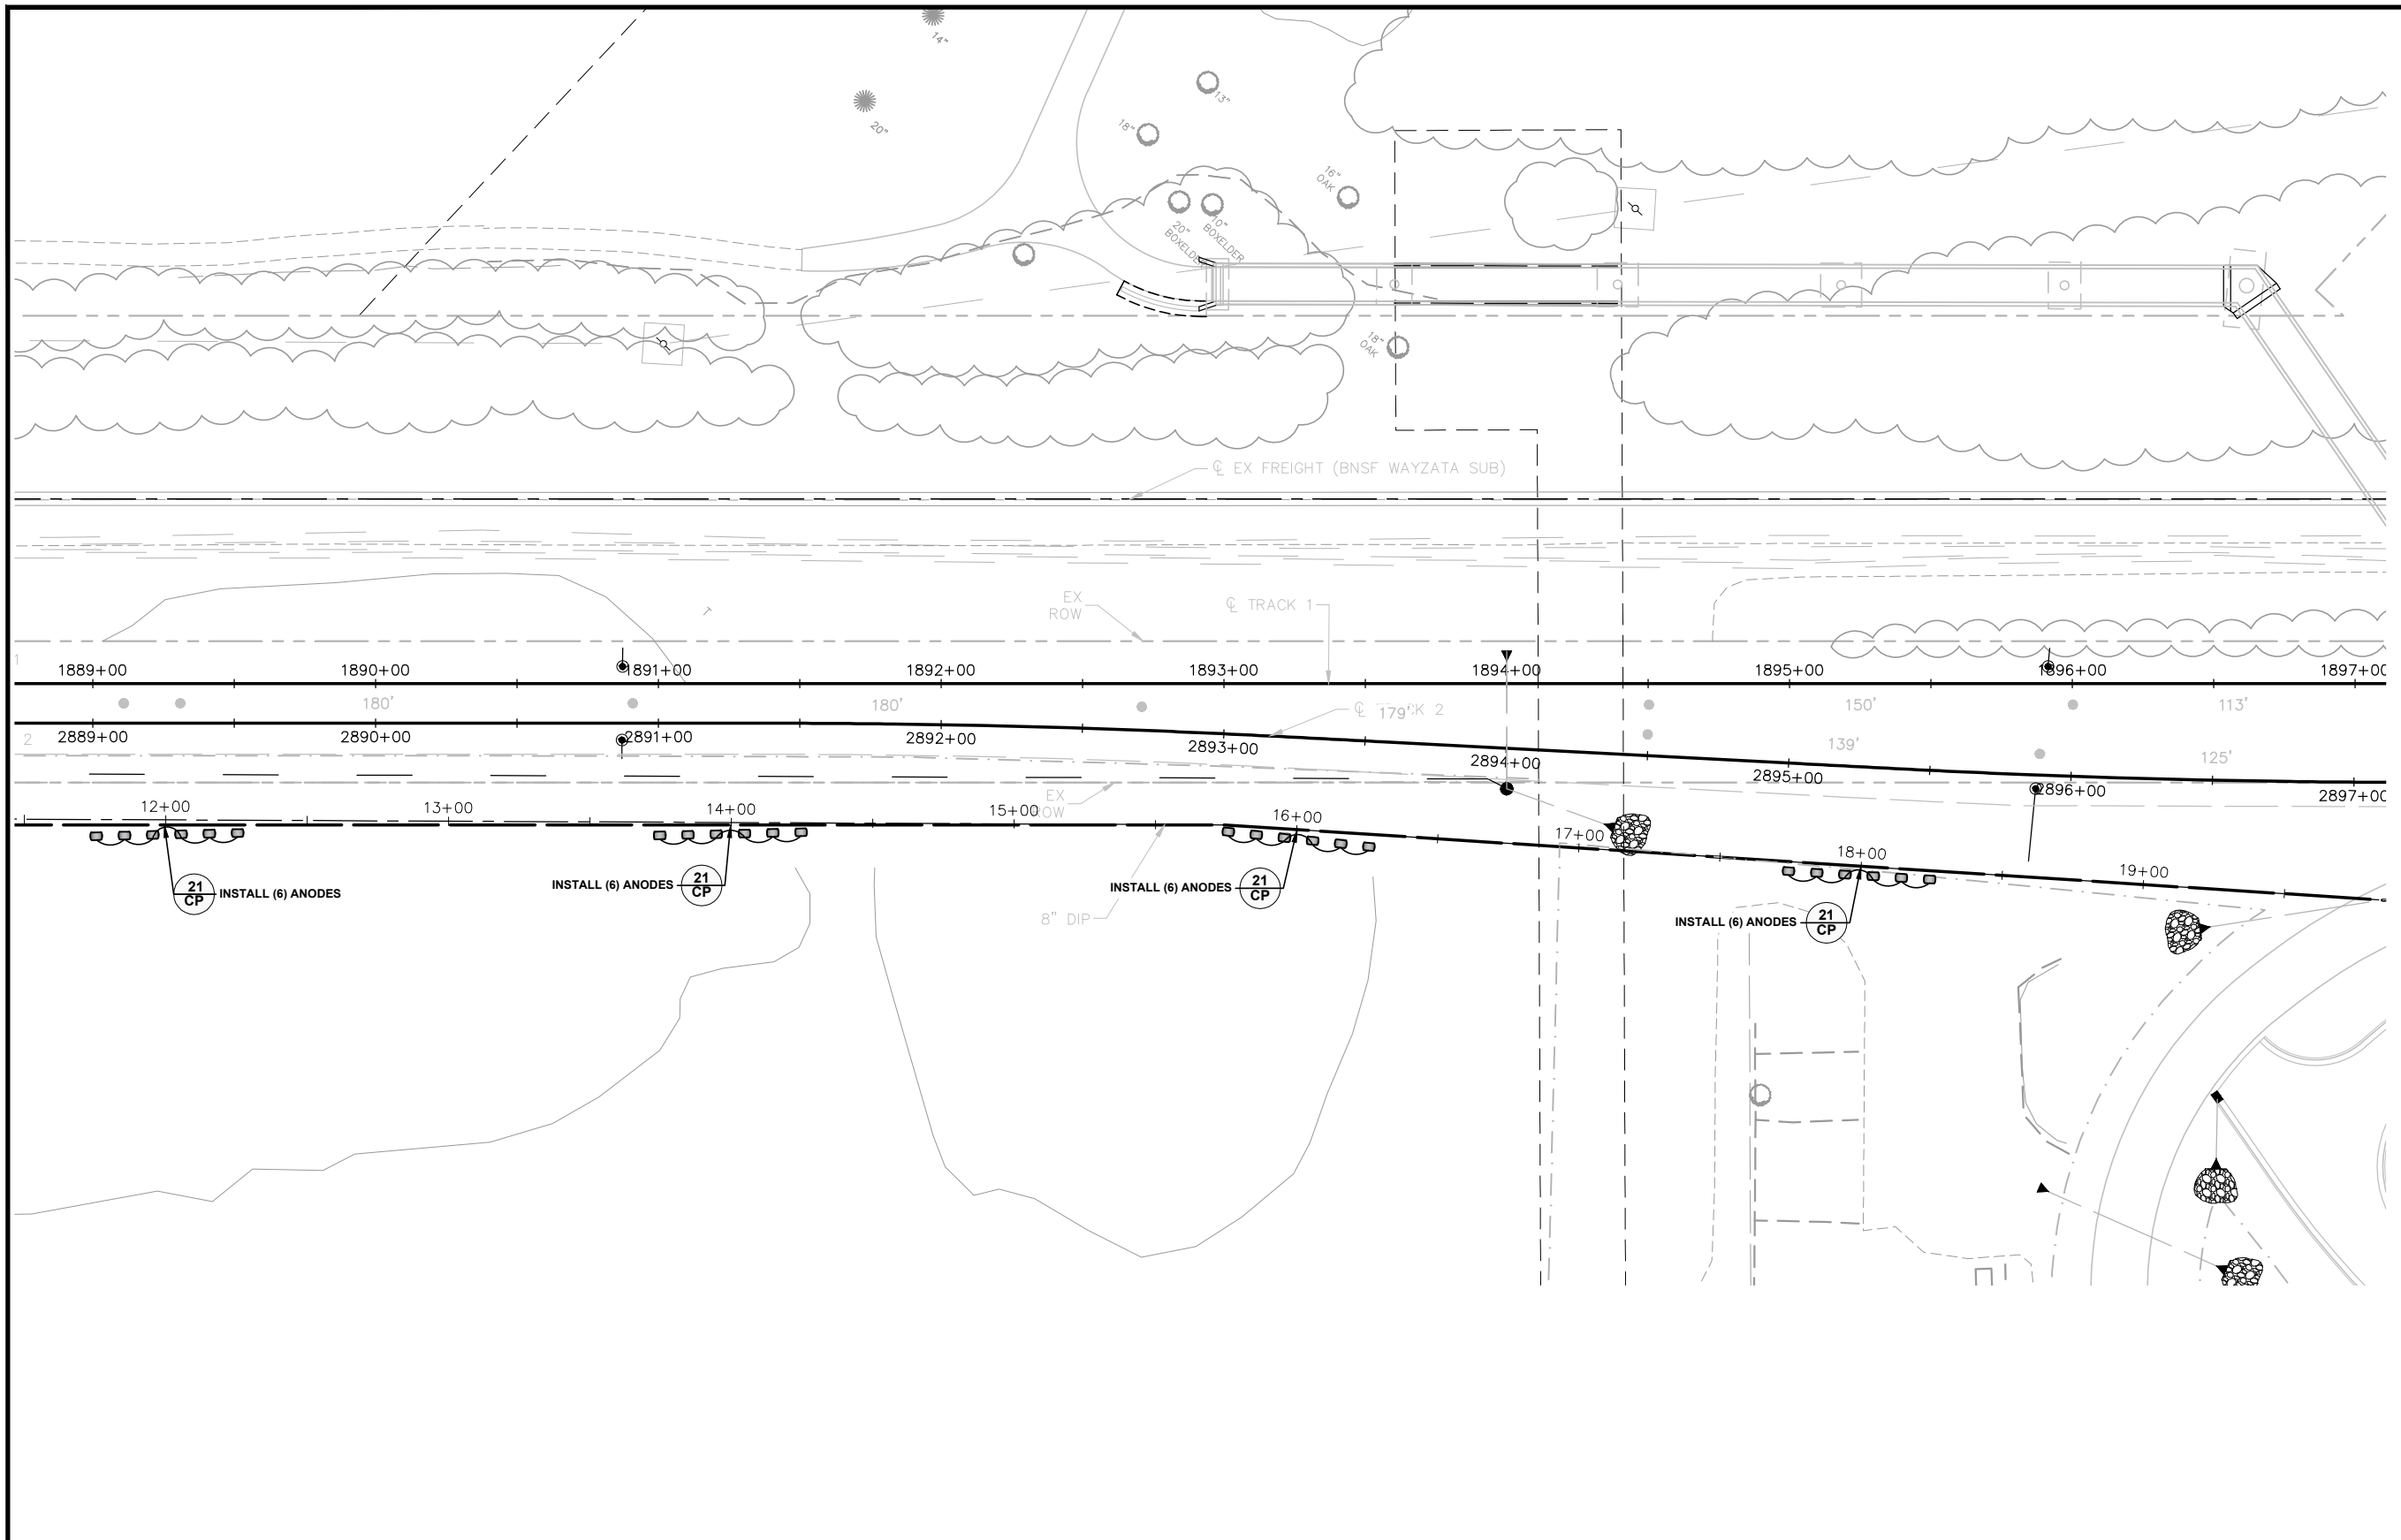 14"
20"
13"
18"
16"
OAK
20"
10"
BOXELDER
18"
OAK
℄ EX FREIGHT (BNSF WAYZATA SUB)
EX
ROW
℄ TRACK 1
1
1889+00 1890+00 1891+00 1892+00 1893+00 1894+00 1895+00 1896+00 1897+00
180' 180' 179' 150' 113'
℄ 2
2
2889+00 2890+00 2891+00 2892+00 2893+00 2894+00 2895+00 2896+00 2897+00
139' 125'
EX
ROW
12+00 13+00 14+00 15+00 16+00 17+00 18+00 19+00
21
CP
INSTALL (6) ANODES
INSTALL (6) ANODES
21
CP
INSTALL (6) ANODES
21
CP
8" DIP
INSTALL (6) ANODES
21
CP